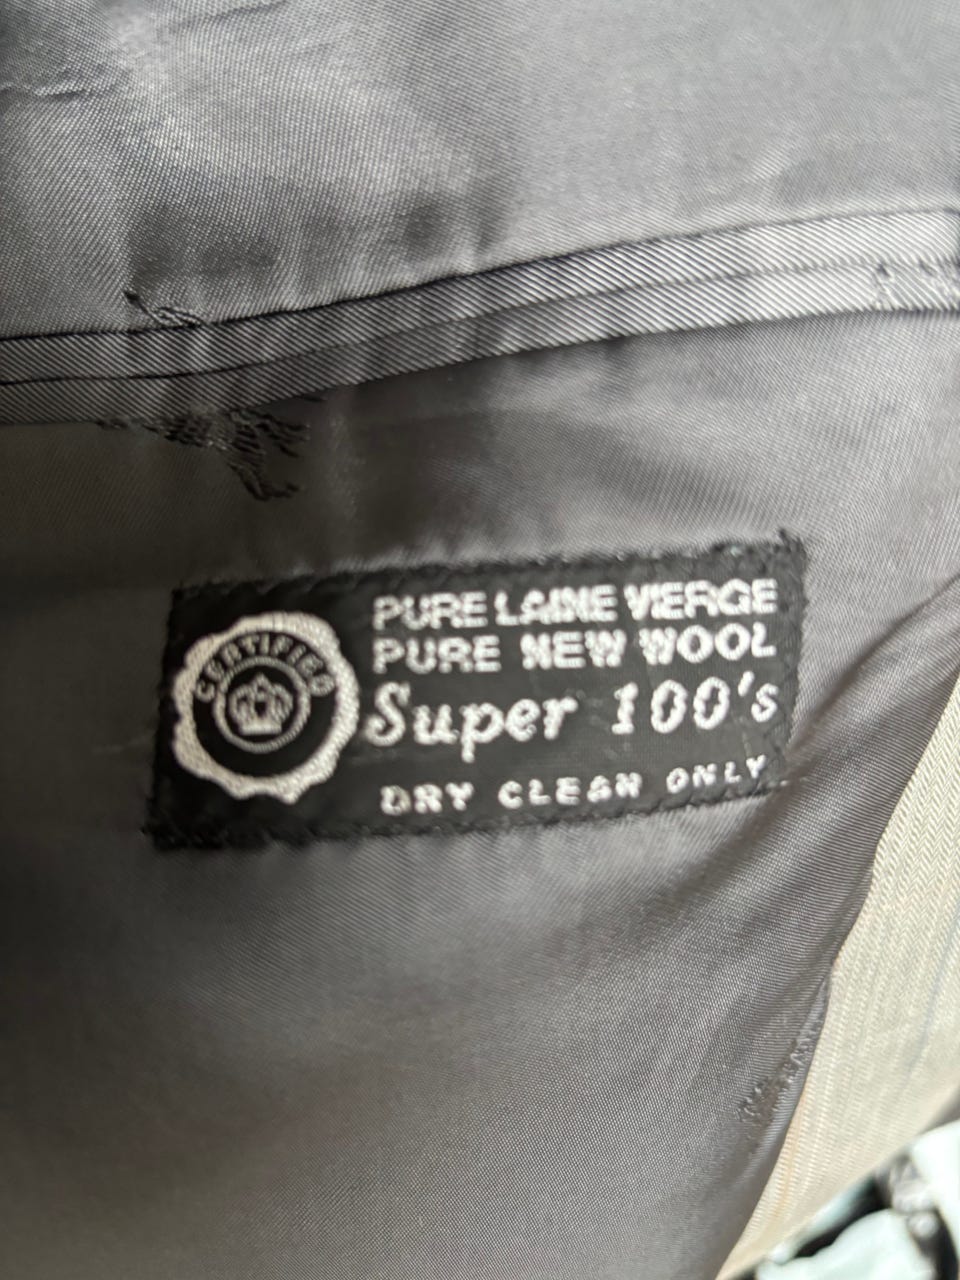 CERTIFIED
PURE LAINE VIERGE
PURE NEW WOOL
Super 100's
DRY CLEAN ONLY